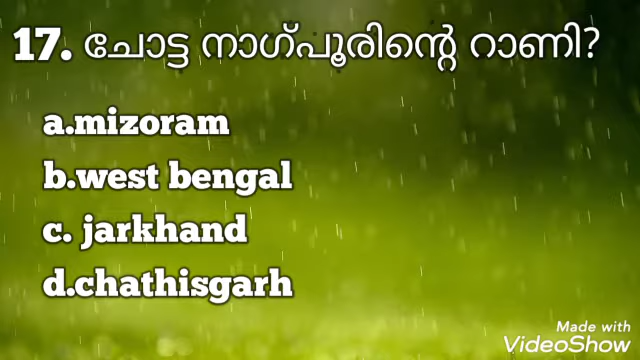 17. ചോട്ട നാഗ്പൂരിന്റെ റാണി?
a.mizoram
b.west bengal
c. jarkhand
d.chathisgarh
Made with
VideoShow